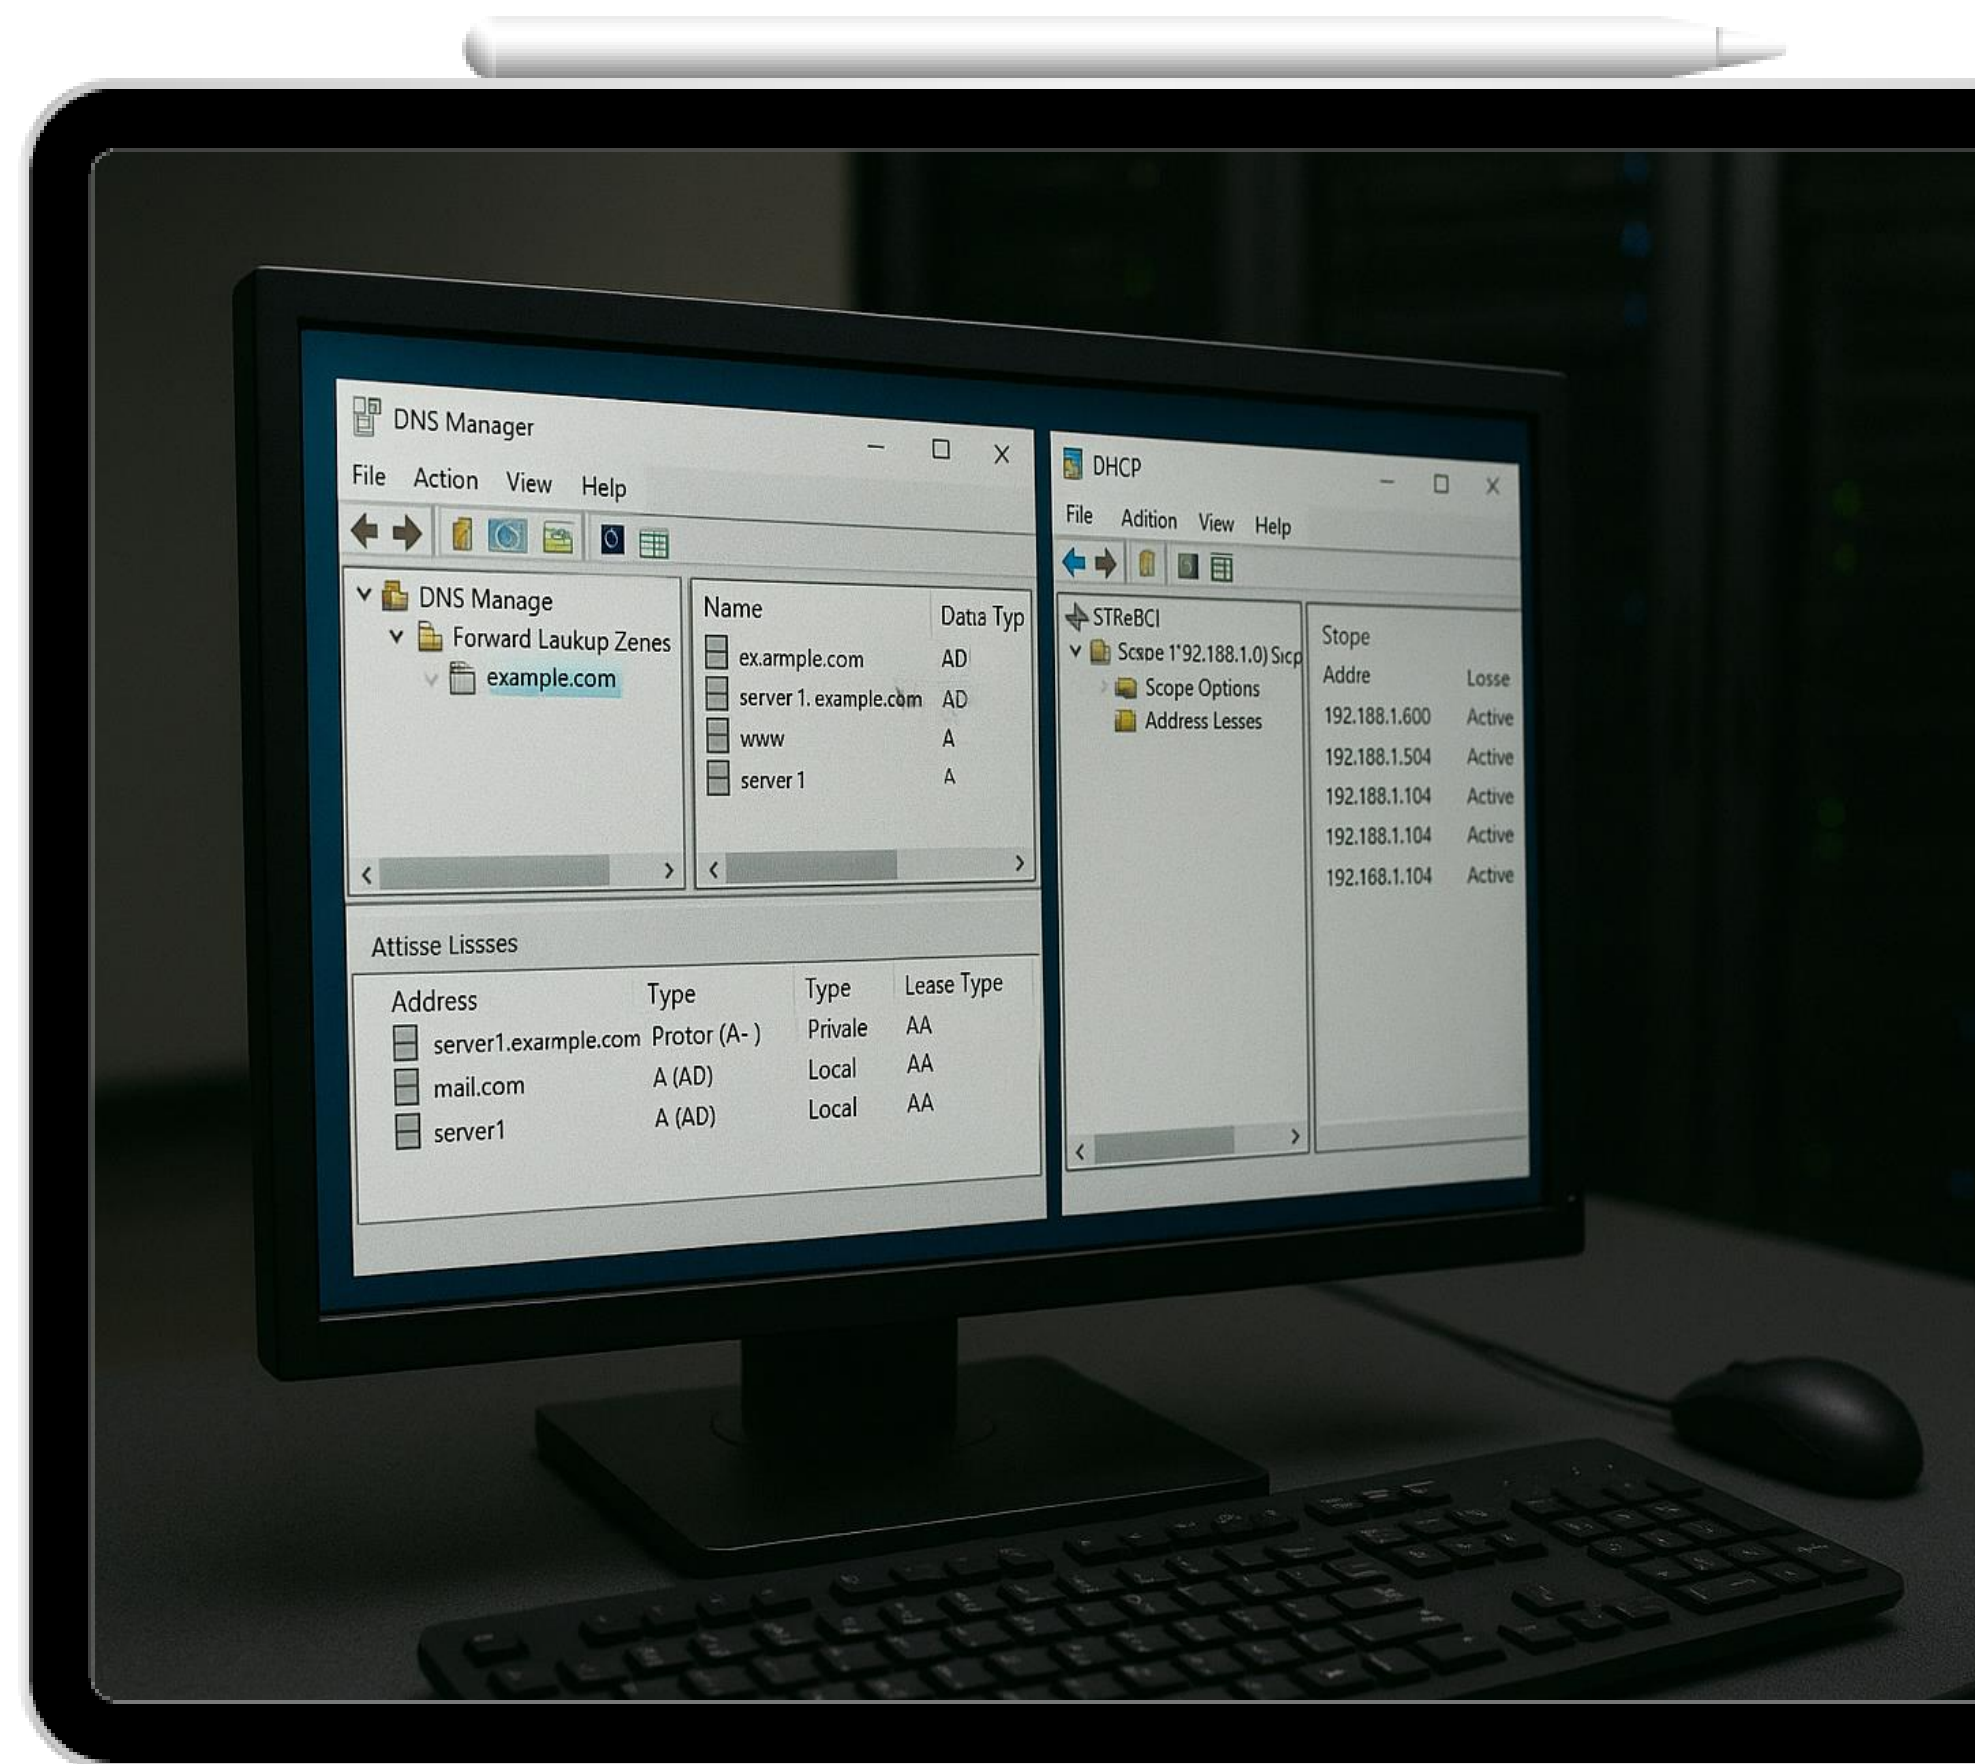 DNS Manager
File Action View Help
DNS Manage
Forward Laukup Zenes
example.com
Name Datıa Typ
ex.armple.com AD
server 1. example.com AD
www A
server 1 A
Attisse Lissses
Address Type Type Lease Type
server1.exarmple.com Protor (A- ) Privale AA
mail.com A (AD) Local AA
server1 A (AD) Local AA
DHCP
File Adition View Help
STReBCI
Scspe 1'92.188.1.0) Sıcp
Scope Options
Address Lesses
Stope
Addre Losse
192.188.1.600 Active
192.188.1.504 Active
192.188.1.104 Active
192.188.1.104 Active
192.168.1.104 Active